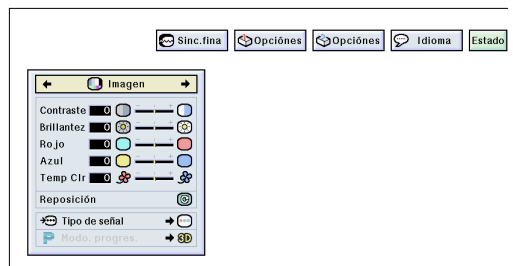 Sinc.fina
Opciónes
Opciónes
Idioma
Estado
Imagen
Contraste 0
Brillantez 0
Rojo 0
Azul 0
Temp Clr 0
Reposición
Tipo de señal
P Modo. progres. 3D